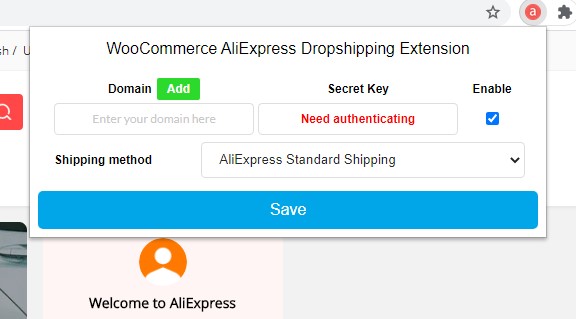 a
sh / U
WooCommerce AliExpress Dropshipping Extension
Domain Add Secret Key Enable
Enter your domain here Need authenticating
Shipping method AliExpress Standard Shipping
Save
Welcome to AliExpress